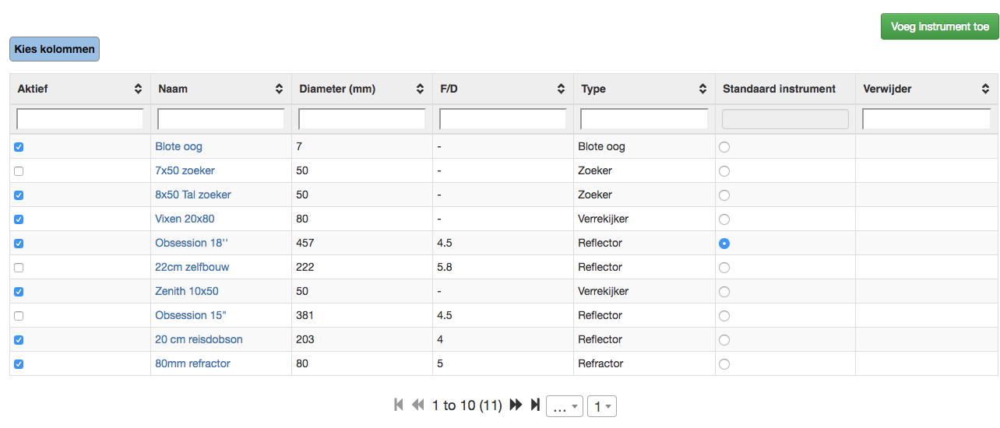 Voeg instrument toe
Kies kolommen
Aktief Naam Diameter (mm) F/D Type Standaard instrument Verwijder
Blote oog 7 - Blote oog
7x50 zoeker 50 - Zoeker
8x50 Tal zoeker 50 - Zoeker
Vixen 20x80 80 - Verrekijker
Obsession 18'' 457 4.5 Reflector
22cm zelfbouw 222 5.8 Reflector
Zenith 10x50 50 - Verrekijker
Obsession 15" 381 4.5 Reflector
20 cm reisdobson 203 4 Reflector
80mm refractor 80 5 Refractor
1 to 10 (11) ... 1